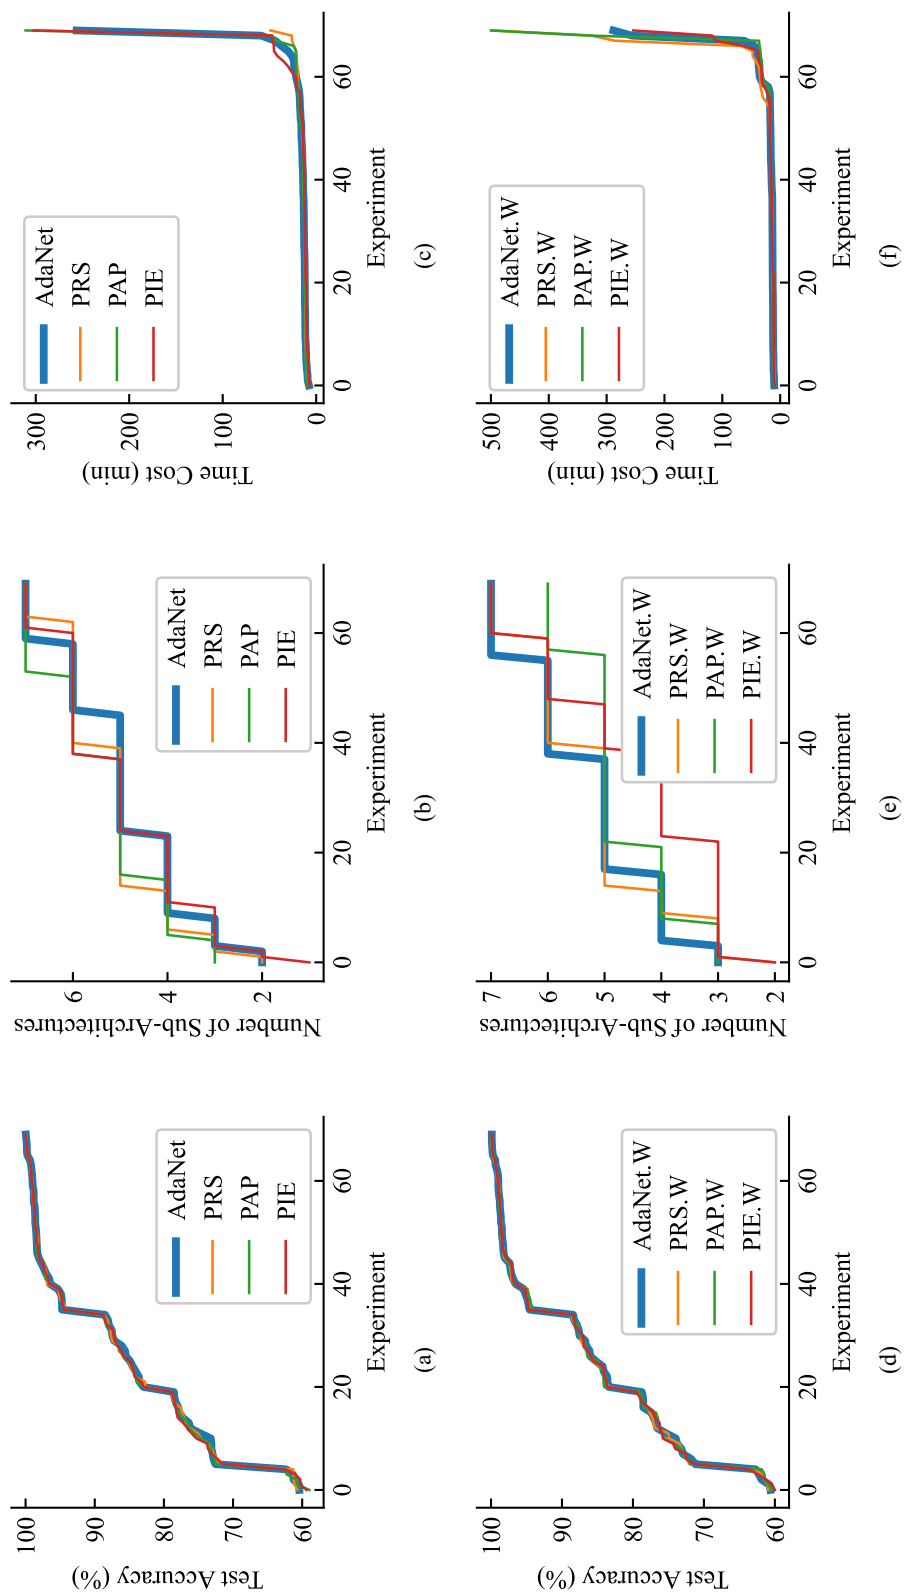 Test Accuracy (%)
100
90
80
70
60
0
20
40
60
Experiment
AdaNet
PRS
PAP
PIE
(a)
Number of Sub-Architectures
6
4
2
0
20
40
60
Experiment
AdaNet
PRS
PAP
PIE
(b)
Time Cost (min)
300
200
100
0
0
20
40
60
Experiment
AdaNet
PRS
PAP
PIE
(c)
Test Accuracy (%)
100
90
80
70
60
0
20
40
60
Experiment
AdaNet.W
PRS.W
PAP.W
PIE.W
(d)
Number of Sub-Architectures
7
6
5
4
3
2
0
20
40
60
Experiment
AdaNet.W
PRS.W
PAP.W
PIE.W
(e)
Time Cost (min)
500
400
300
200
100
0
0
20
40
60
Experiment
AdaNet.W
PRS.W
PAP.W
PIE.W
(f)